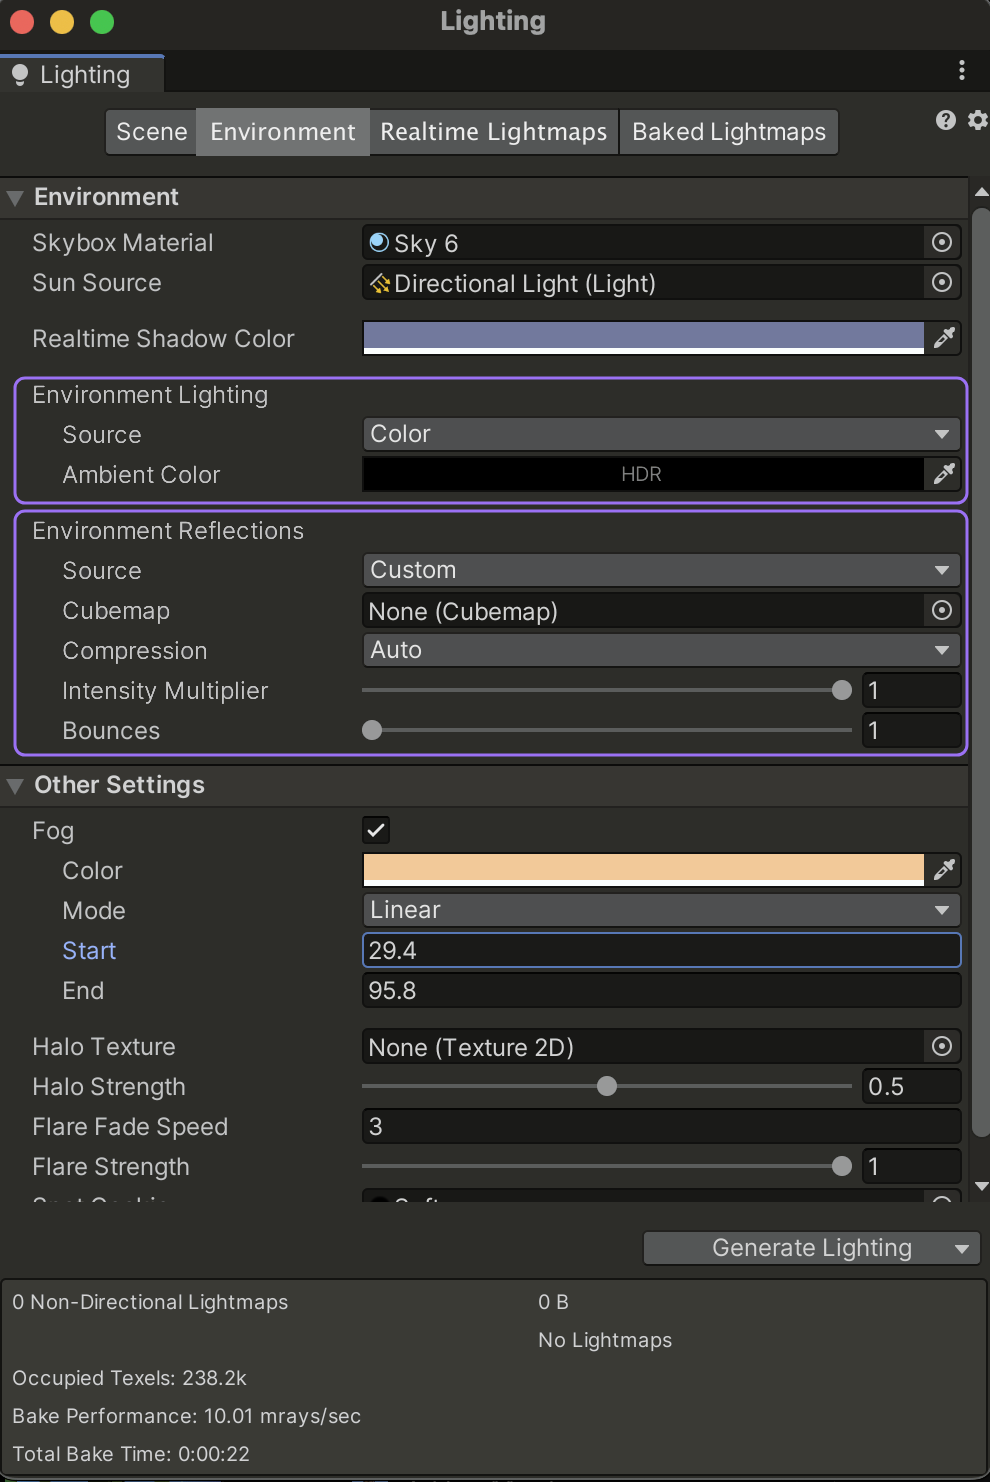 Lighting
Lighting
Scene Environment Realtime Lightmaps Baked Lightmaps
Environment
Skybox Material Sky 6
Sun Source Directional Light (Light)
Realtime Shadow Color
Environment Lighting
Source Color
Ambient Color HDR
Environment Reflections
Source Custom
Cubemap None (Cubemap)
Compression Auto
Intensity Multiplier 1
Bounces 1
Other Settings
Fog
Color
Mode Linear
Start 29.4
End 95.8
Halo Texture None (Texture 2D)
Halo Strength 0.5
Flare Fade Speed 3
Flare Strength 1
Generate Lighting
0 Non-Directional Lightmaps 0 B
No Lightmaps
Occupied Texels: 238.2k
Bake Performance: 10.01 mrays/sec
Total Bake Time: 0:00:22